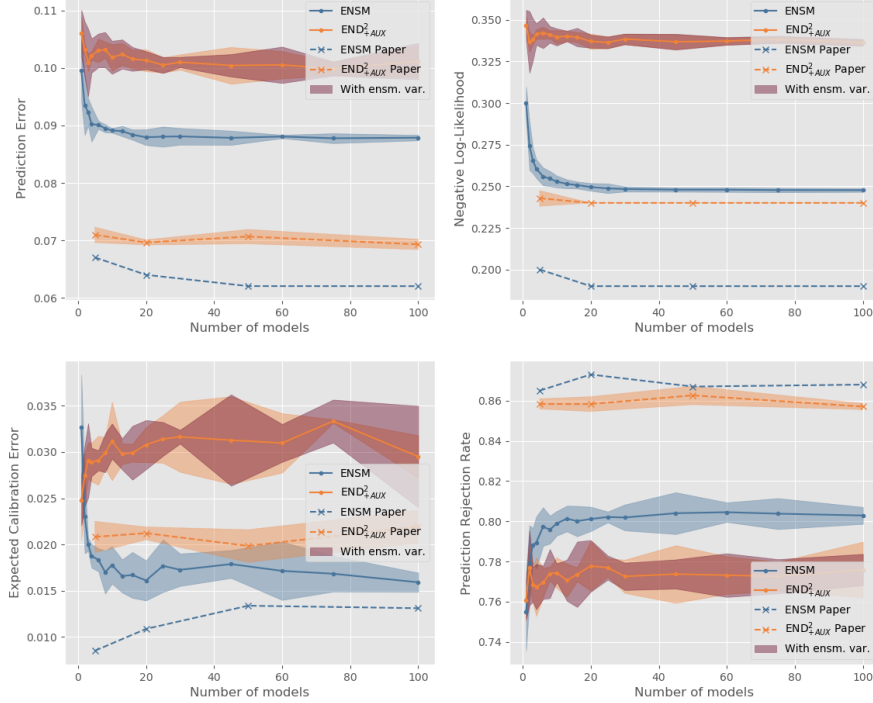 0.11
0.10
0.09
0.08
0.07
0.06
Prediction Error
0 20 40 60 80 100
Number of models
ENSM
END²₊AUX
ENSM Paper
END²₊AUX Paper
With ensm. var.
0.350
0.325
0.300
0.275
0.250
0.225
0.200
Negative Log-Likelihood
0 20 40 60 80 100
Number of models
ENSM
END²₊AUX
ENSM Paper
END²₊AUX Paper
With ensm. var.
0.035
0.030
0.025
0.020
0.015
0.010
Expected Calibration Error
0 20 40 60 80 100
Number of models
ENSM
END²₊AUX
ENSM Paper
END²₊AUX Paper
With ensm. var.
0.86
0.84
0.82
0.80
0.78
0.76
0.74
Prediction Rejection Rate
0 20 40 60 80 100
Number of models
ENSM
END²₊AUX
ENSM Paper
END²₊AUX Paper
With ensm. var.